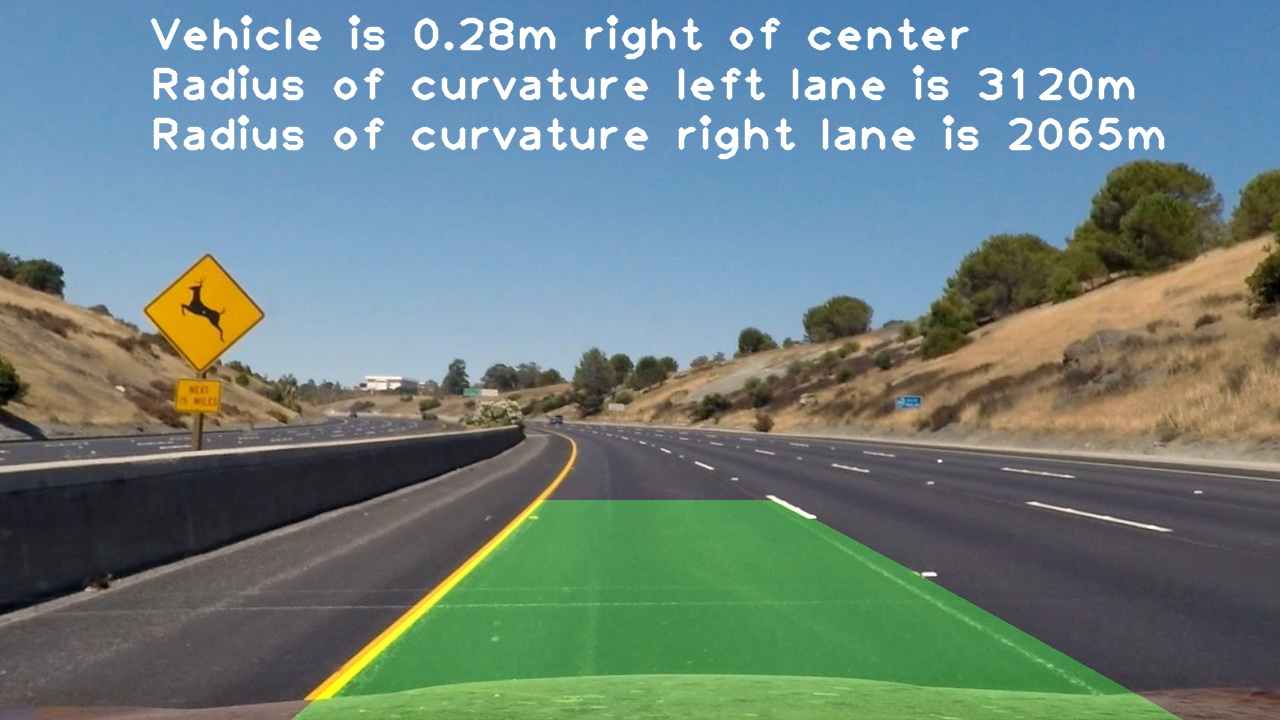 Vehicle is 0.28m right of center
Radius of curvature left lane is 3120m
Radius of curvature right lane is 2065m
NEXT
15 MILES